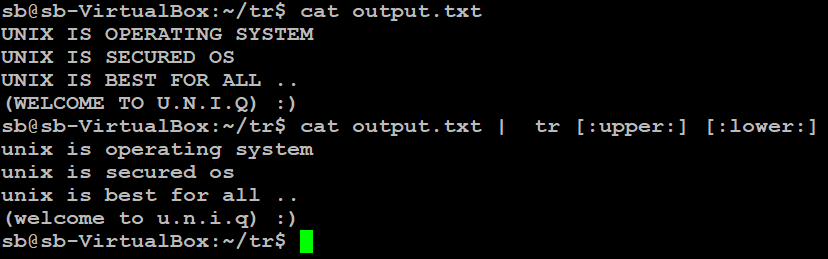 sb@sb-VirtualBox:~/tr$ cat output.txt
UNIX IS OPERATING SYSTEM
UNIX IS SECURED OS
UNIX IS BEST FOR ALL ..
(WELCOME TO U.N.I.Q) :)
sb@sb-VirtualBox:~/tr$ cat output.txt |  tr [:upper:] [:lower:]
unix is operating system
unix is secured os
unix is best for all ..
(welcome to u.n.i.q) :)
sb@sb-VirtualBox:~/tr$